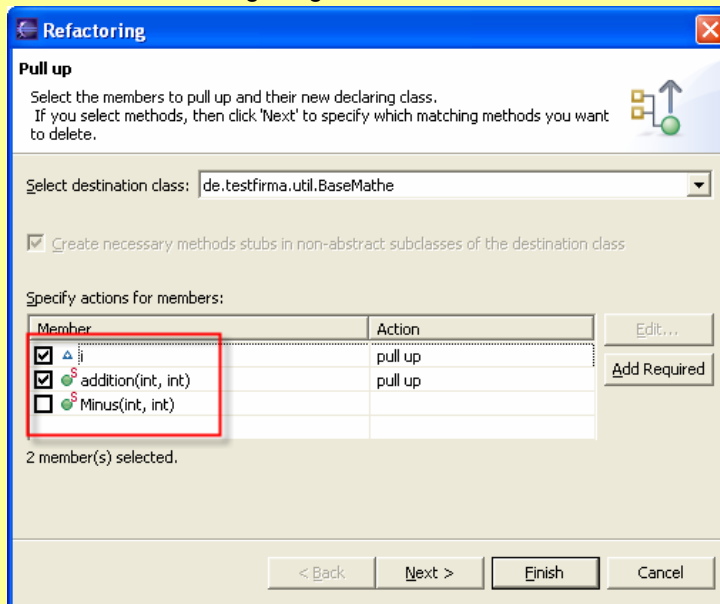 Refactoring
Pull up
Select the members to pull up and their new declaring class.
If you select methods, then click 'Next' to specify which matching methods you want
to delete.
Select destination class: de.testfirma.util.BaseMathe
Create necessary methods stubs in non-abstract subclasses of the destination class
Specify actions for members:
Member Action Edit...
i pull up
Add Required
S addition(int, int) pull up
S Minus(int, int)
2 member(s) selected.
< Back Next > Finish Cancel